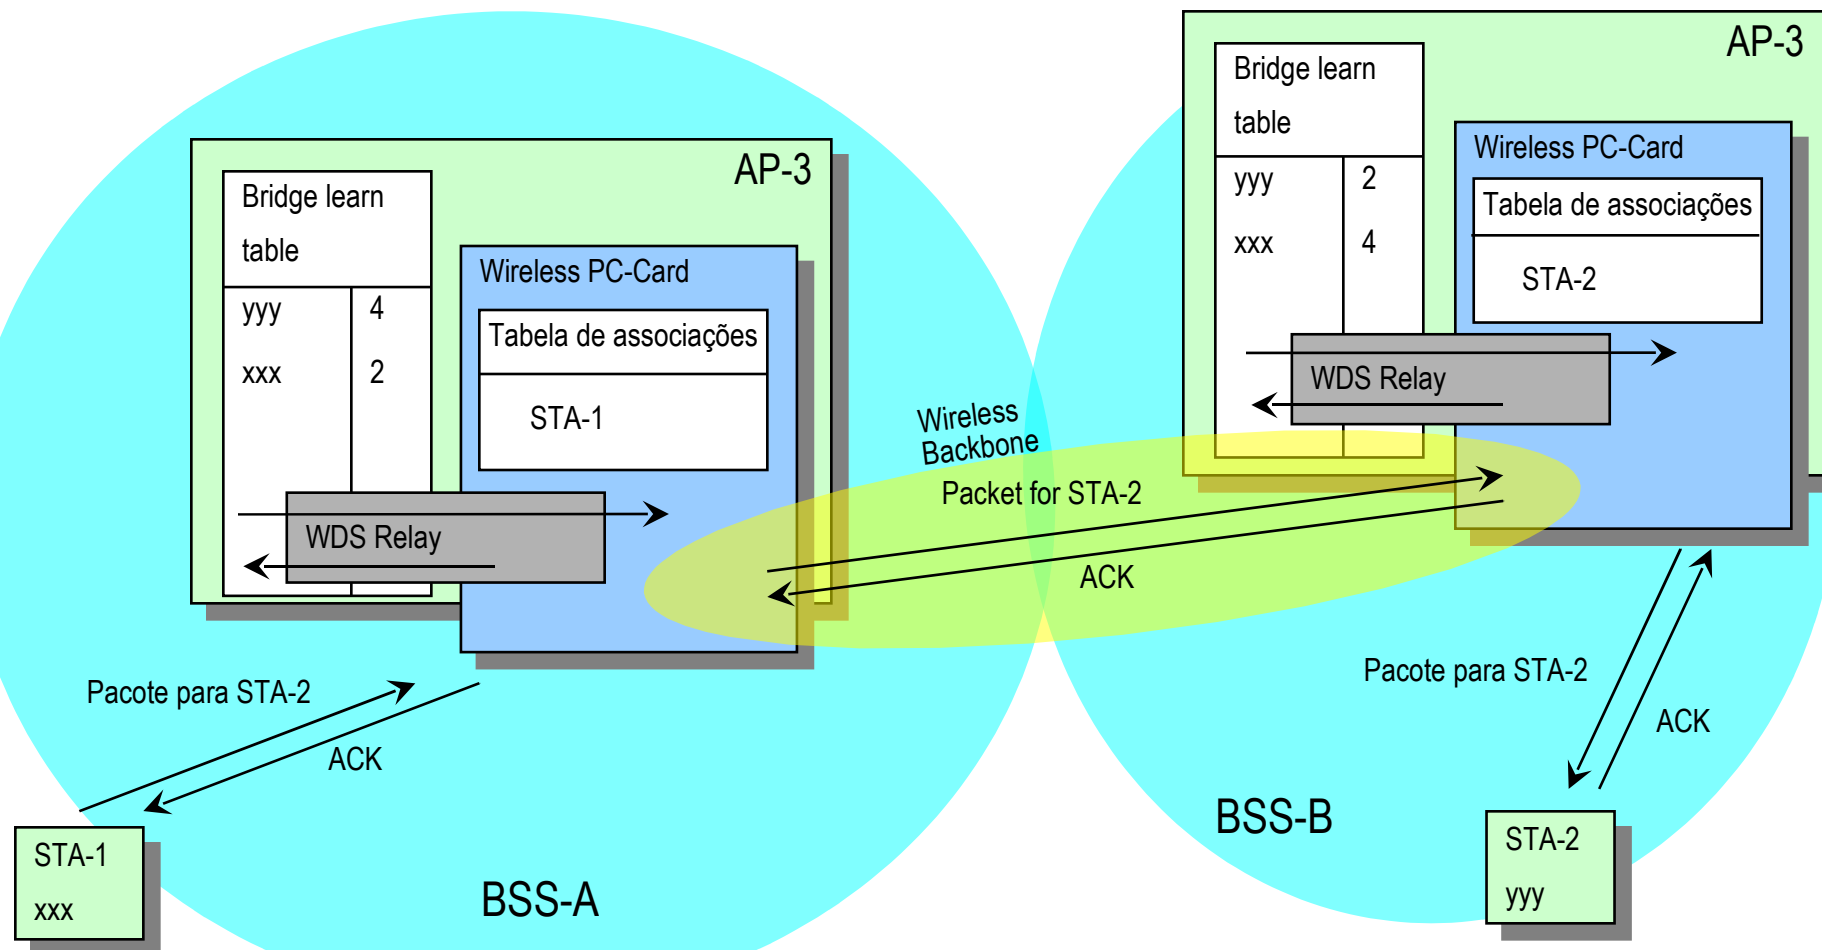 AP-3
Bridge learn
table
yyy 4
xxx 2
Wireless PC-Card
Tabela de associações
STA-1
WDS Relay
Pacote para STA-2
ACK
STA-1
xxx
BSS-A
Wireless
Backbone
Packet for STA-2
ACK
AP-3
Bridge learn
table
yyy 2
xxx 4
Wireless PC-Card
Tabela de associações
STA-2
WDS Relay
Pacote para STA-2
ACK
BSS-B
STA-2
yyy